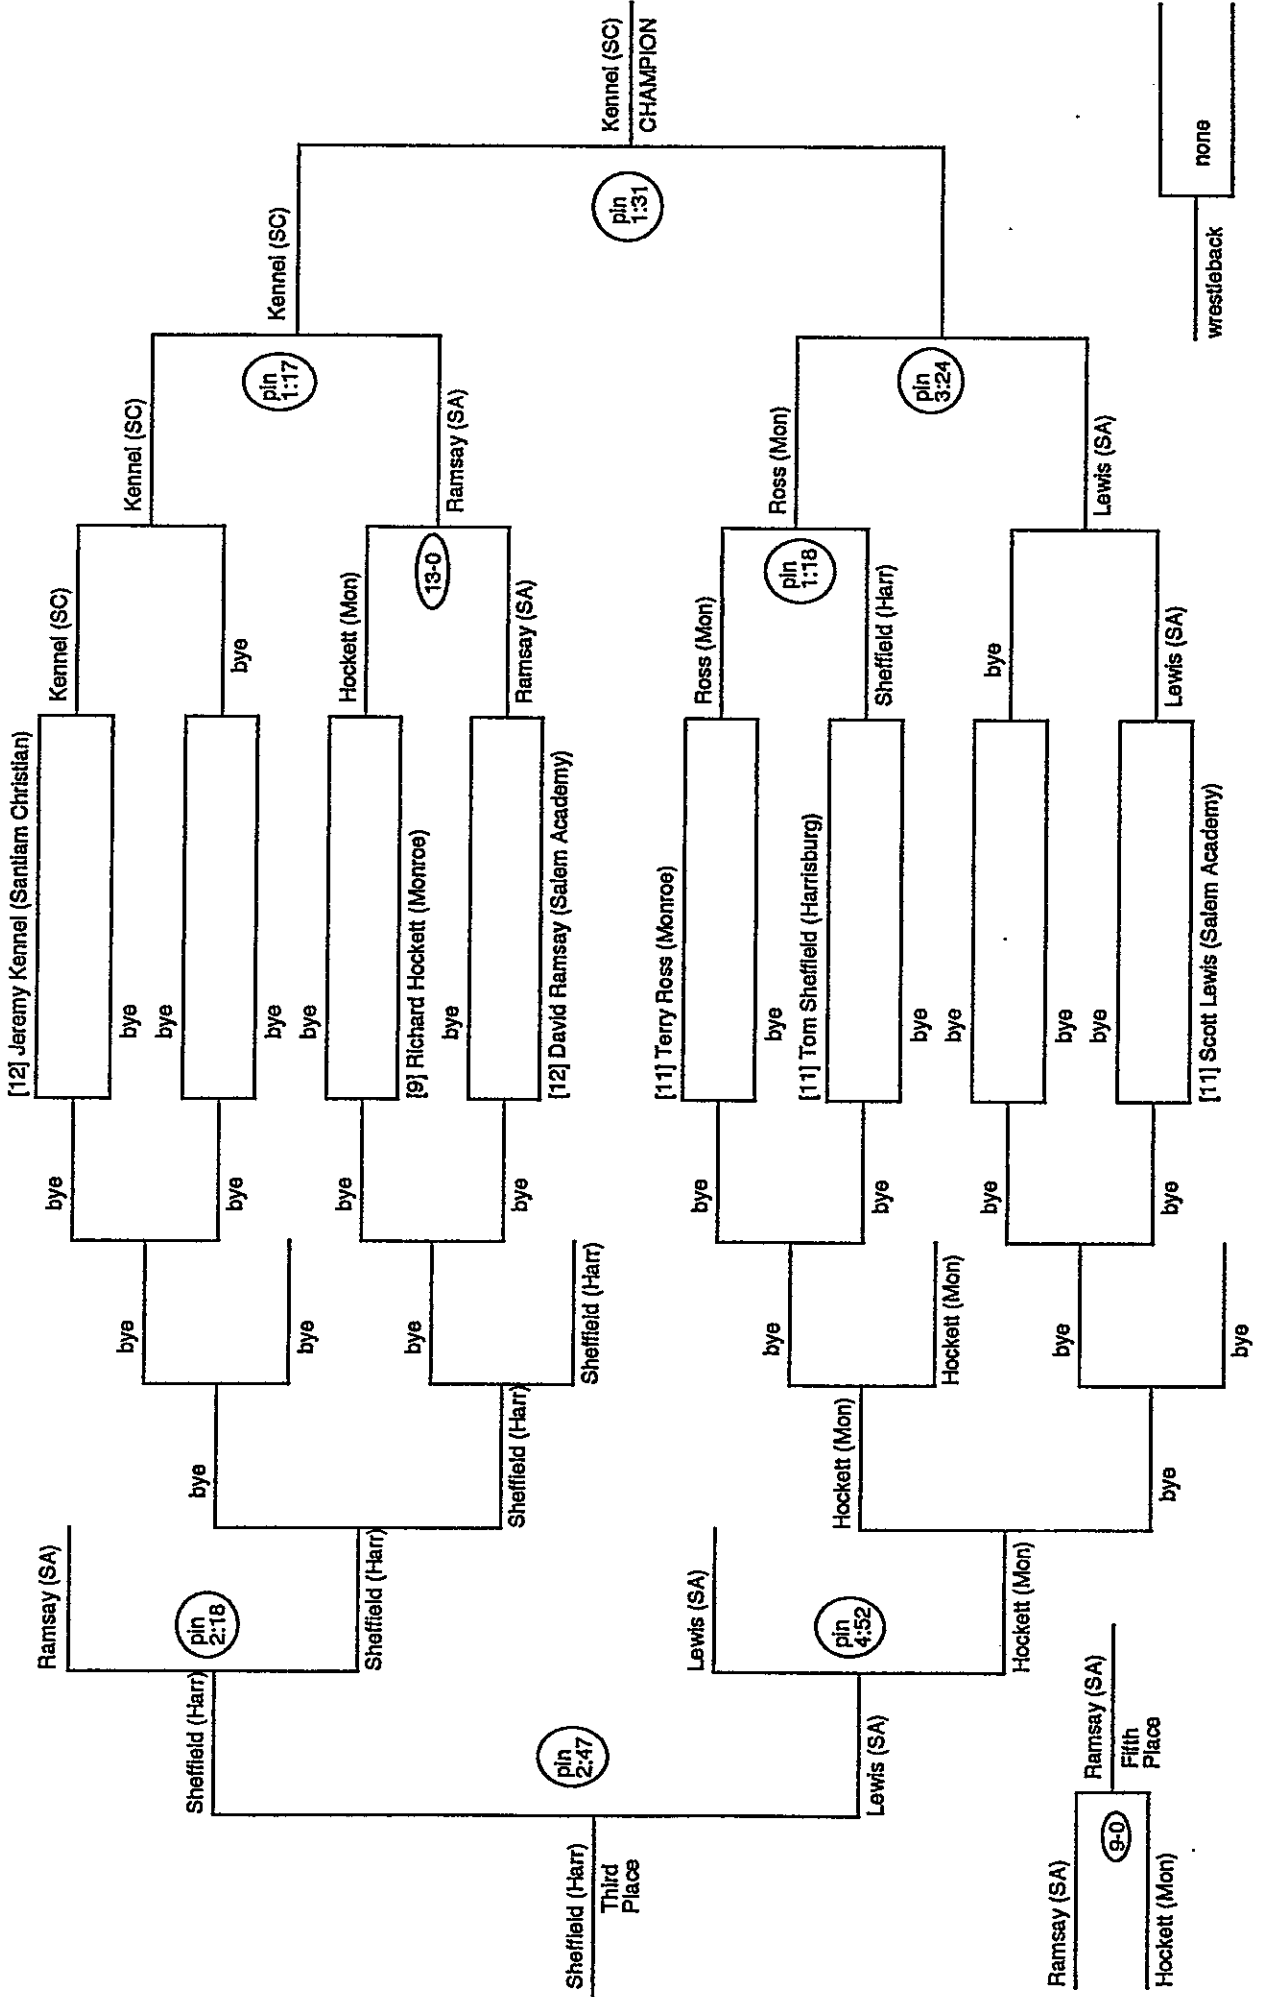 [12] Jeremy Kennel (Santiam Christian)
bye
bye
bye
bye
[9] Richard Hockett (Monroe)
bye
[12] David Ramsay (Salem Academy)
[11] Terry Ross (Monroe)
bye
[11] Tom Sheffield (Harrisburg)
bye
bye
bye
bye
[11] Scott Lewis (Salem Academy)
Kennel (SC)
bye
Hockett (Mon)
13-0
Ramsay (SA)
Ross (Mon)
pin
1:18
Sheffield (Harr)
bye
Lewis (SA)
Kennel (SC)
pin
1:17
Ramsay (SA)
Ross (Mon)
pin
3:24
Lewis (SA)
Kennel (SC)
pin
1:31
Kennel (SC)
CHAMPION
wrestleback
none
bye
bye
bye
bye
bye
bye
bye
bye
bye
bye
bye
Sheffield (Harr)
bye
Hockett (Mon)
bye
bye
bye
Sheffield (Harr)
Hockett (Mon)
bye
Ramsay (SA)
pin
2:18
Sheffield (Harr)
Lewis (SA)
pin
4:52
Hockett (Mon)
Sheffield (Harr)
pin
2:47
Lewis (SA)
Sheffield (Harr)
Third
Place
Ramsay (SA)
9-0
Hockett (Mon)
Ramsay (SA)
Fifth
Place